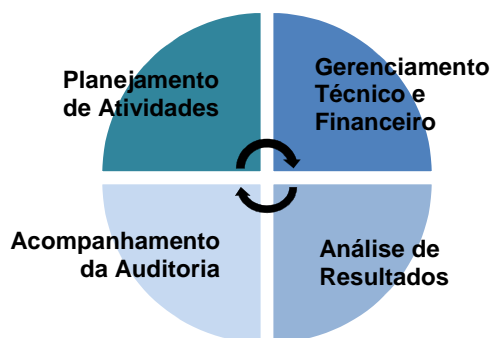 Planejamento
de Atividades
Gerenciamento
Técnico e
Financeiro
Acompanhamento
da Auditoria
Análise de
Resultados